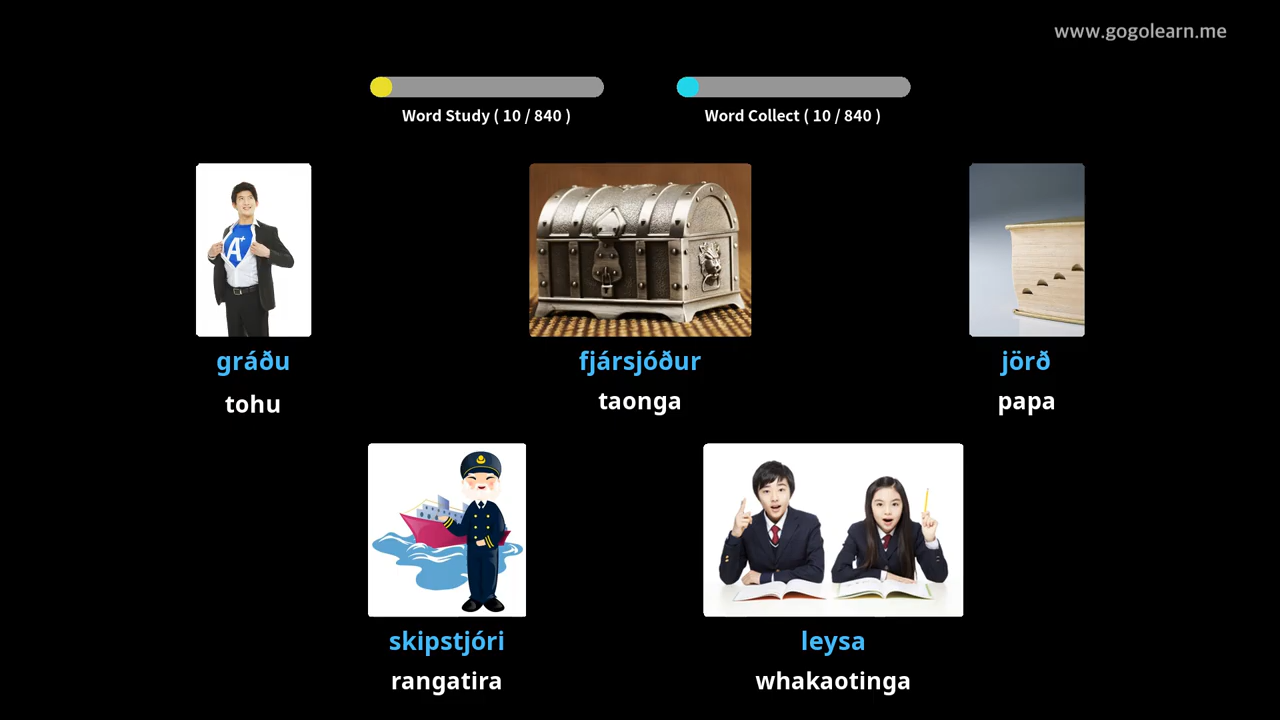 www.gogolearn.me
Word Study ( 10 / 840 )
Word Collect ( 10 / 840 )
A+
gráðu
fjársjóður
jörð
tohu
taonga
papa
skipstjóri
leysa
rangatira
whakaotinga